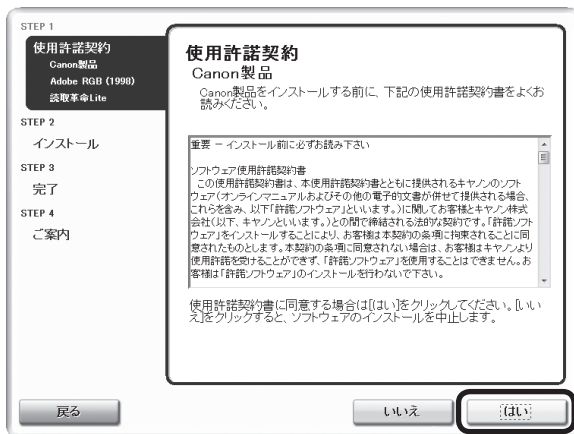 STEP 1
使用許諾契約
Canon製品
Adobe RGB (1998)
読取革命Lite
STEP 2
インストール
STEP 3
完了
STEP 4
ご案内
使用許諾契約
Canon製品
Canon製品をインストールする前に、下記の使用許諾契約書をよくお
読みください。
重要 － インストール前に必ずお読み下さい
ソフトウェア使用許諾契約書
この使用許諾契約書は、本使用許諾契約書とともに提供されるキヤノンのソフト
ウェア(オンラインマニュアルおよびその他の電子的文書が併せて提供される場合、
これらを含み、以下「許諾ソフトウェア」といいます。)に関してお客様とキヤノン株式
会社(以下、キヤノンといいます。)との間で締結される法的な契約です。「許諾ソフト
ウェア」をインストールすることにより、お客様は本契約の条項に拘束されることに同
意されたものとします。本契約の条項に同意されない場合は、お客様はキヤノンより
使用許諾を受けることができず、「許諾ソフトウェア」を使用することはできません。お
客様は「許諾ソフトウェア」のインストールを行わないで下さい。
使用許諾契約書に同意する場合は[はい]をクリックしてください。[いい
え]をクリックすると、ソフトウェアのインストールを中止します。
戻る
いいえ
はい